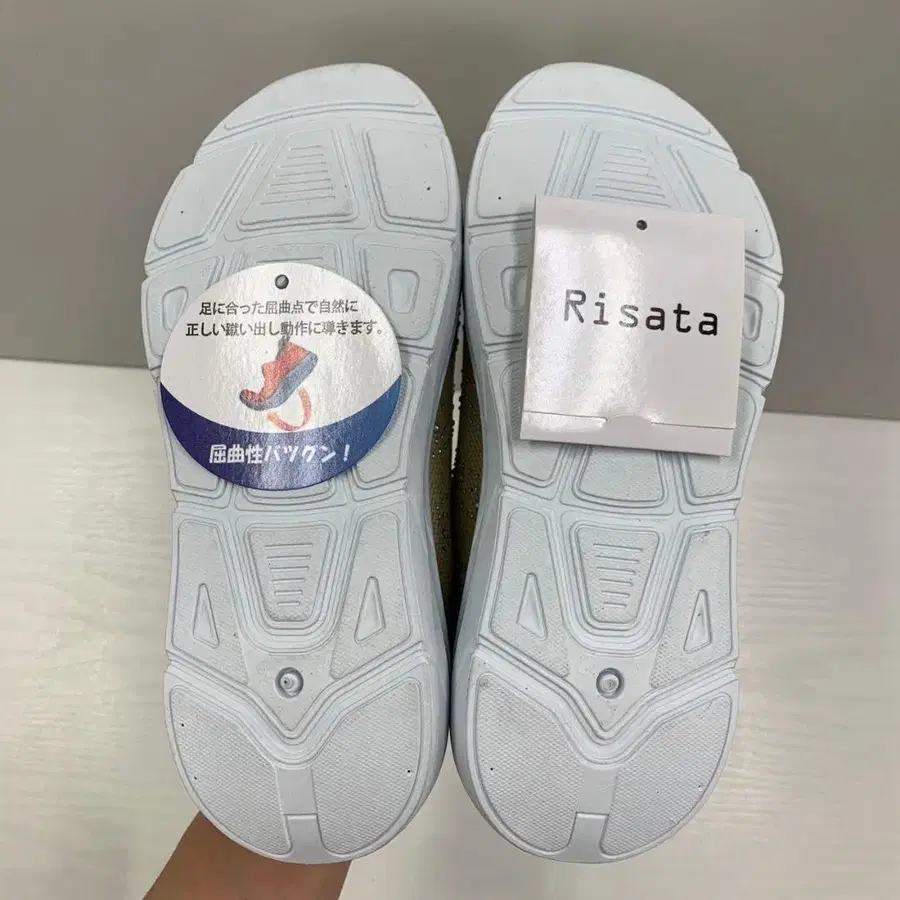 足に合った屈曲点で自然に
正しい蹴い出し動作に導きます。
屈曲性バツグン!
Risata